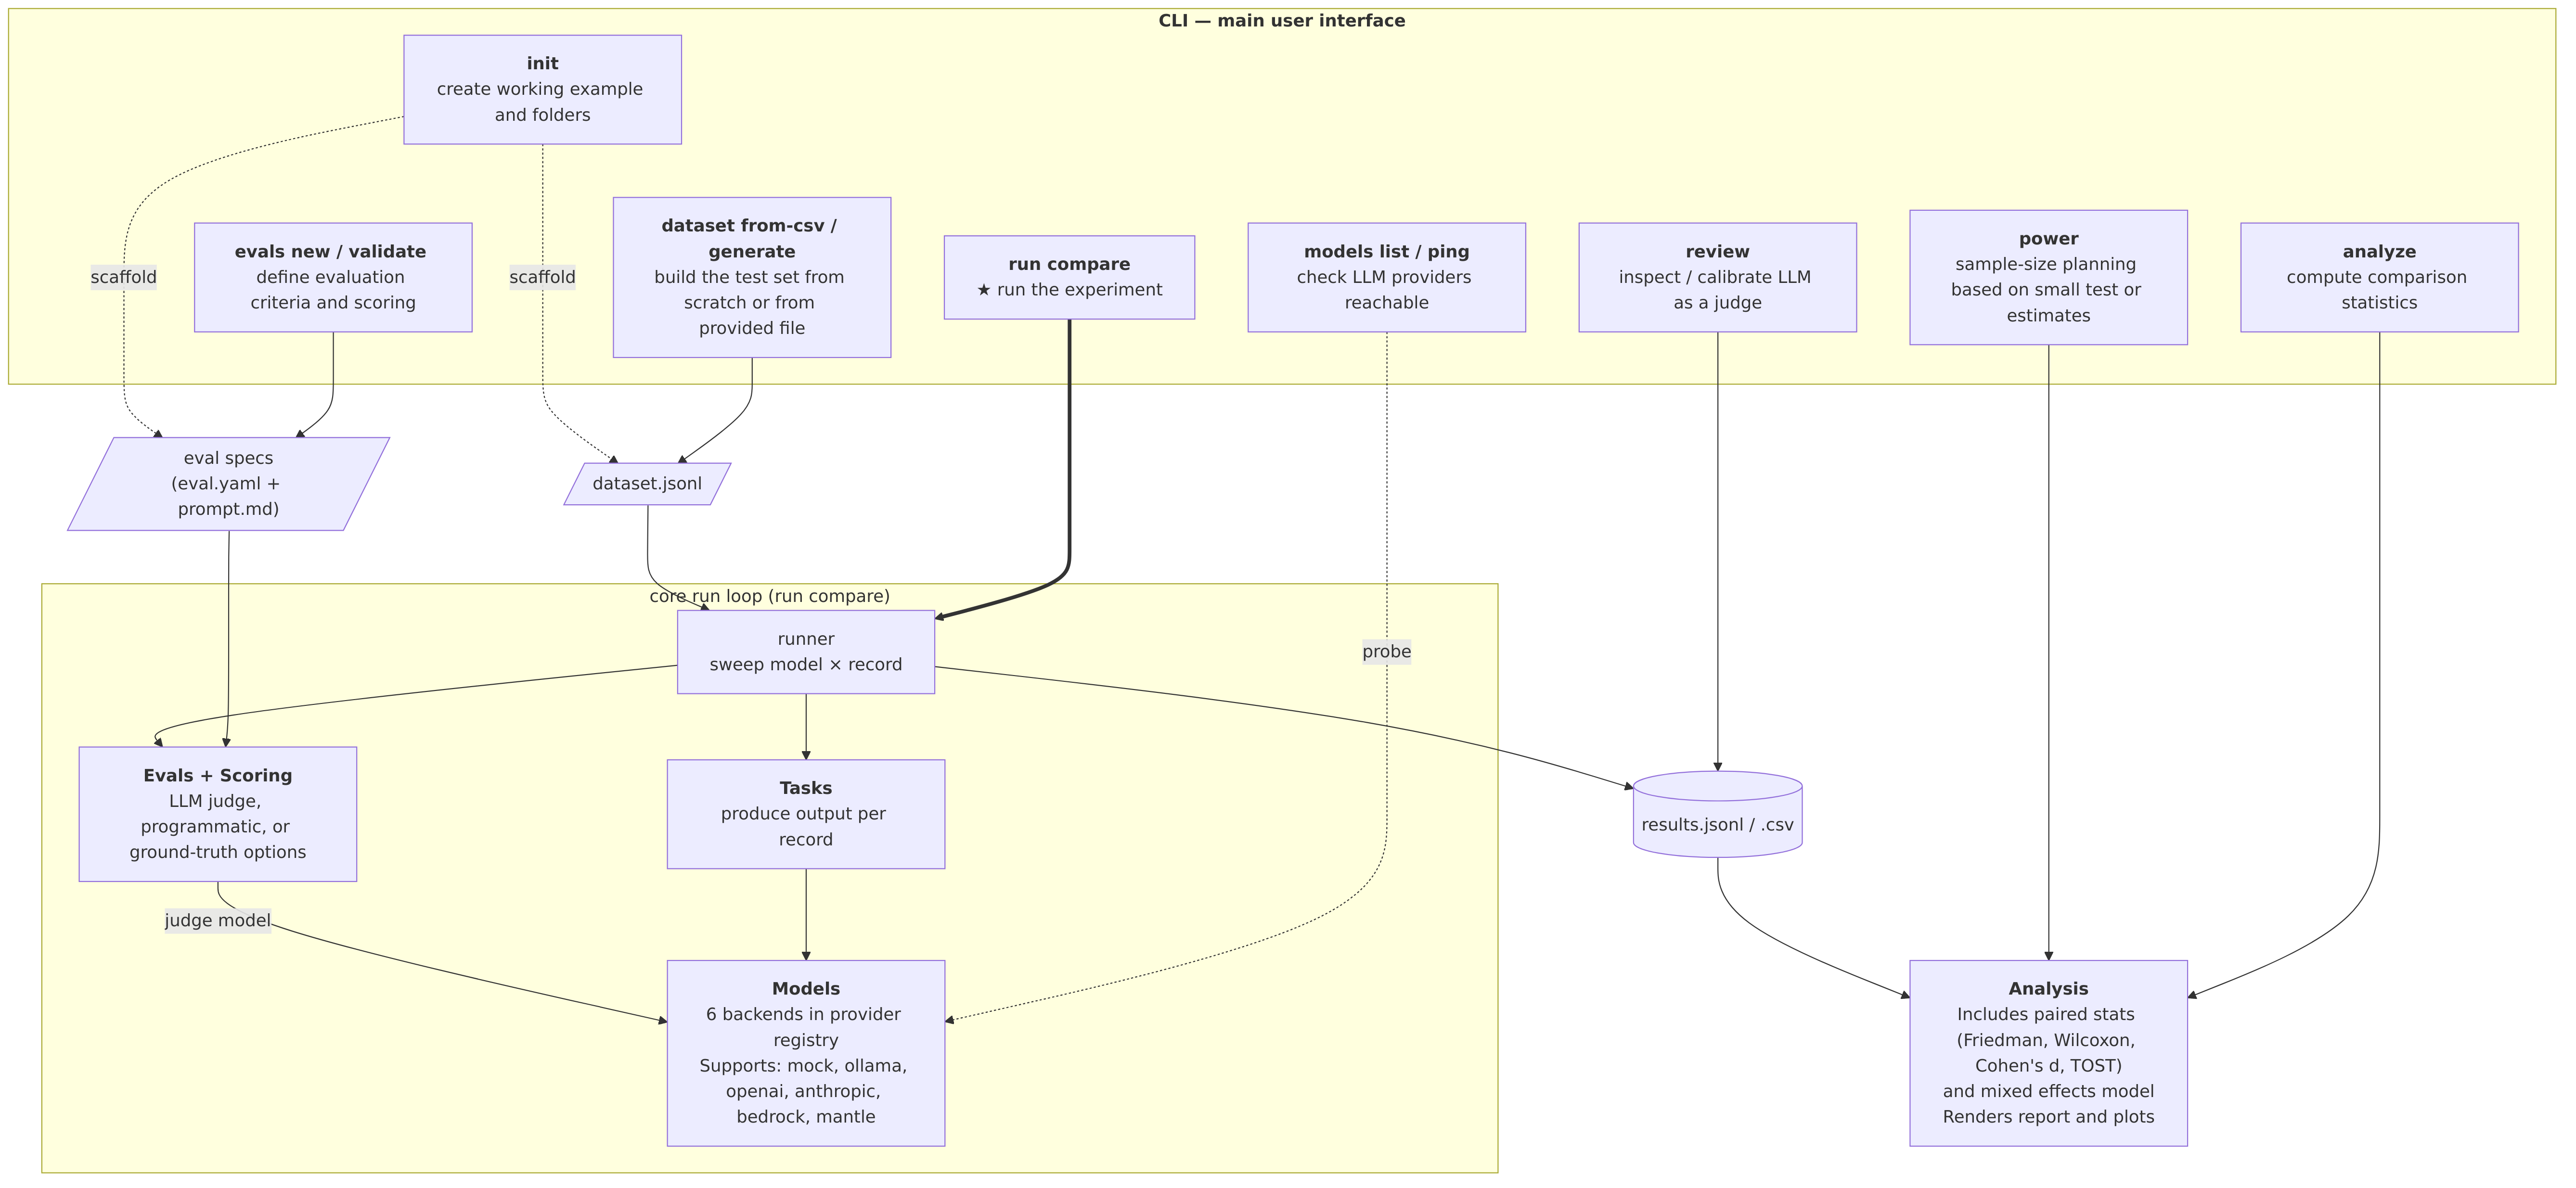 CLI — main user interface
init
create working example
and folders
scaffold
scaffold
evals new / validate
define evaluation
criteria and scoring
dataset from-csv /
generate
build the test set from
scratch or from
provided file
run compare
★ run the experiment
models list / ping
check LLM providers
reachable
review
inspect / calibrate LLM
as a judge
power
sample-size planning
based on small test or
estimates
analyze
compute comparison
statistics
eval specs
(eval.yaml +
prompt.md)
dataset.jsonl
core run loop (run compare)
runner
sweep model × record
probe
Evals + Scoring
LLM judge,
programmatic, or
ground-truth options
Tasks
produce output per
record
results.jsonl / .csv
judge model
Models
6 backends in provider
registry
Supports: mock, ollama,
openai, anthropic,
bedrock, mantle
Analysis
Includes paired stats
(Friedman, Wilcoxon,
Cohen's d, TOST)
and mixed effects model
Renders report and plots